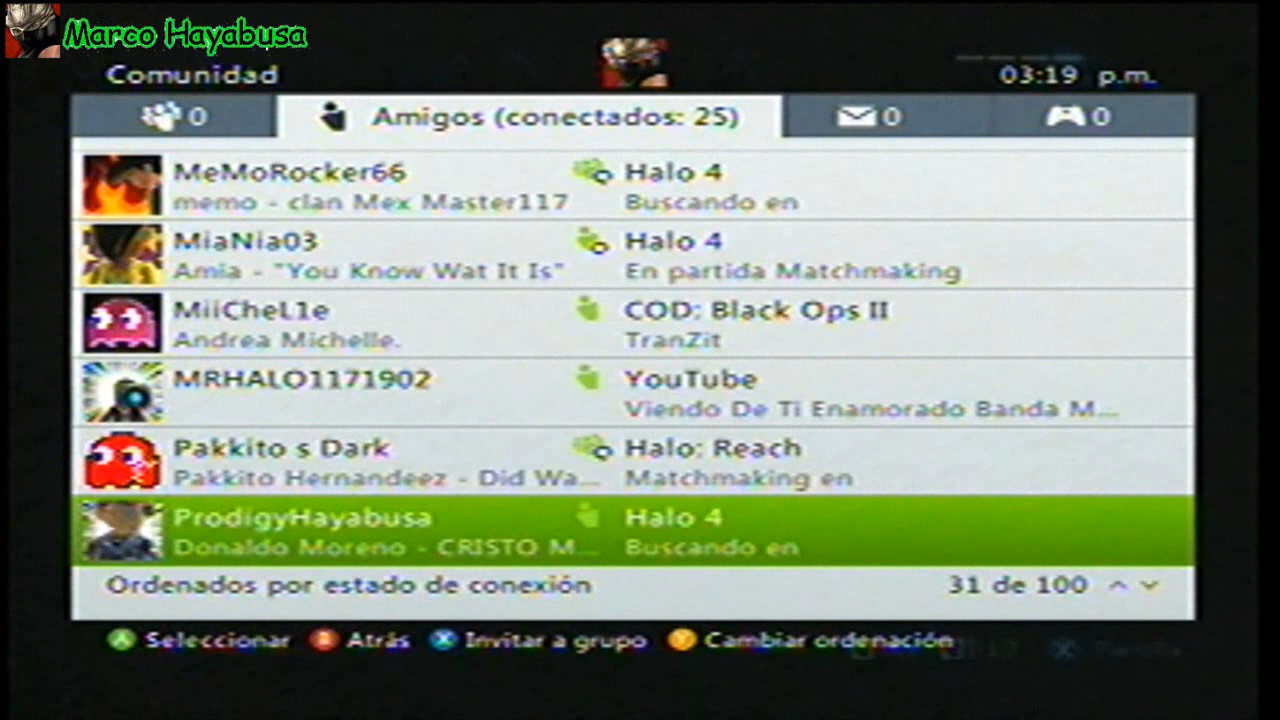 Marco Hayabusa
Comunidad
03:19 p.m.
0
Amigos (conectados: 25)
0
0
MeMoRocker66
Halo 4
memo - clan Mex Master117
Buscando en
MiaNia03
Halo 4
Amia - "You Know Wat It Is"
En partida Matchmaking
MiiCheL1e
COD: Black Ops II
Andrea Michelle.
TranZit
MRHALO1171902
YouTube
Viendo De Ti Enamorado Banda M...
Pakkito s Dark
Halo: Reach
Pakkito Hernandeez - Did Wa...
Matchmaking en
ProdigyHayabusa
Halo 4
Donaldo Moreno - CRISTO M...
Buscando en
Ordenados por estado de conexión
31 de 100
A Seleccionar B Atrás X Invitar a grupo Y Cambiar ordenación